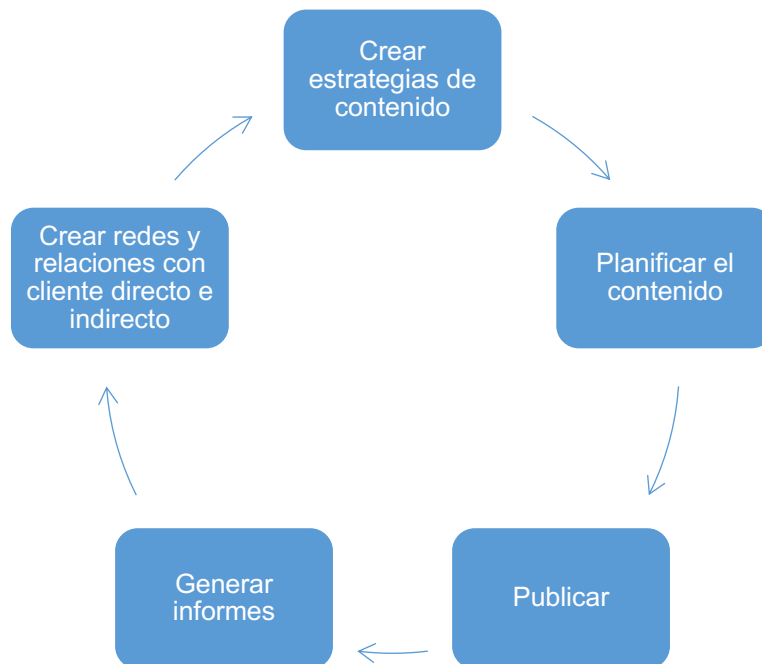 Crear
estrategias de
contenido
Planificar el
contenido
Publicar
Generar
informes
Crear redes y
relaciones con
cliente directo e
indirecto